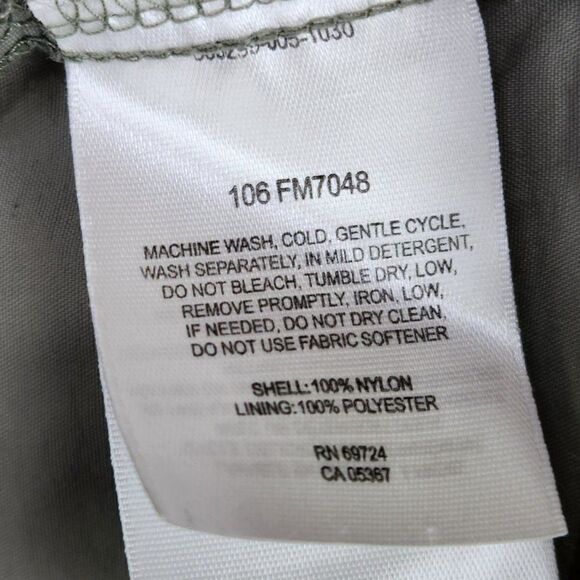 106 FM7048
MACHINE WASH, COLD, GENTLE CYCLE,
WASH SEPARATELY, IN MILD DETERGENT,
DO NOT BLEACH, TUMBLE DRY, LOW,
REMOVE PROMPTLY, IRON, LOW,
IF NEEDED, DO NOT DRY CLEAN,
DO NOT USE FABRIC SOFTENER
SHELL:100% NYLON
LINING:100% POLYESTER
RN 69724
CA 05367